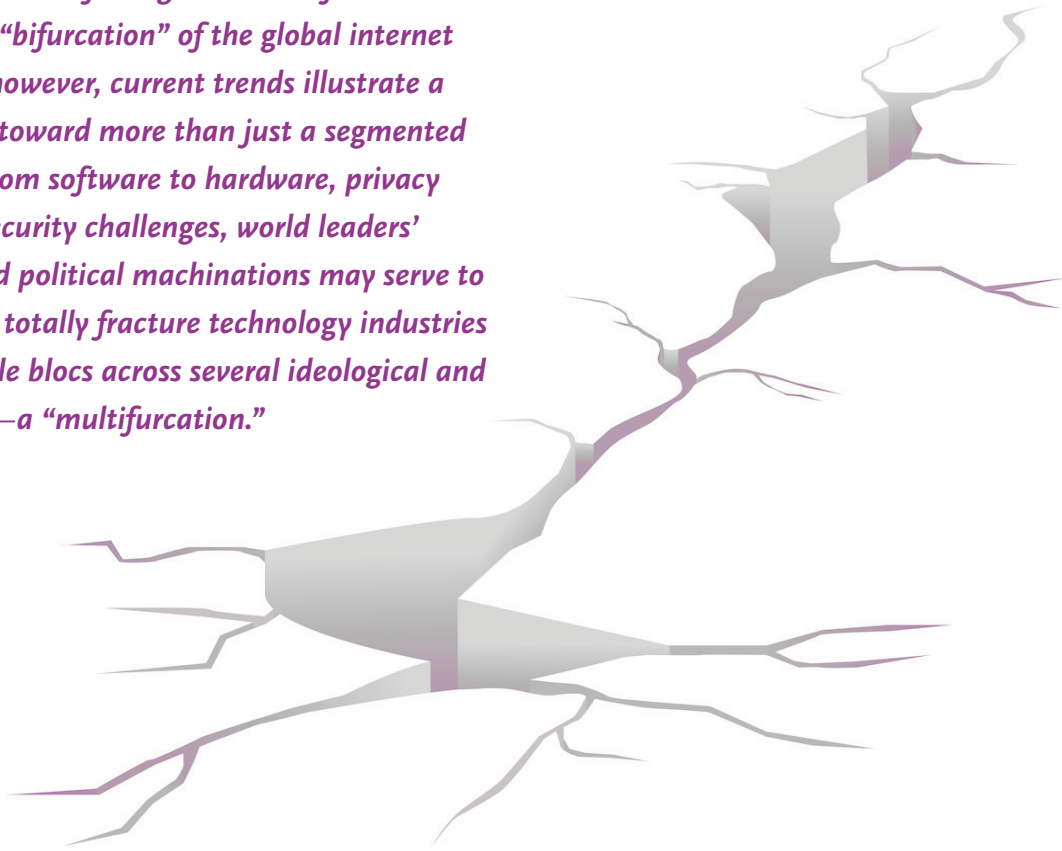 “bifurcation” of the global internet
however, current trends illustrate a
toward more than just a segmented
om software to hardware, privacy
curity challenges, world leaders’
d political machinations may serve to
totally fracture technology industries
le blocs across several ideological and
—a “multifurcation.”